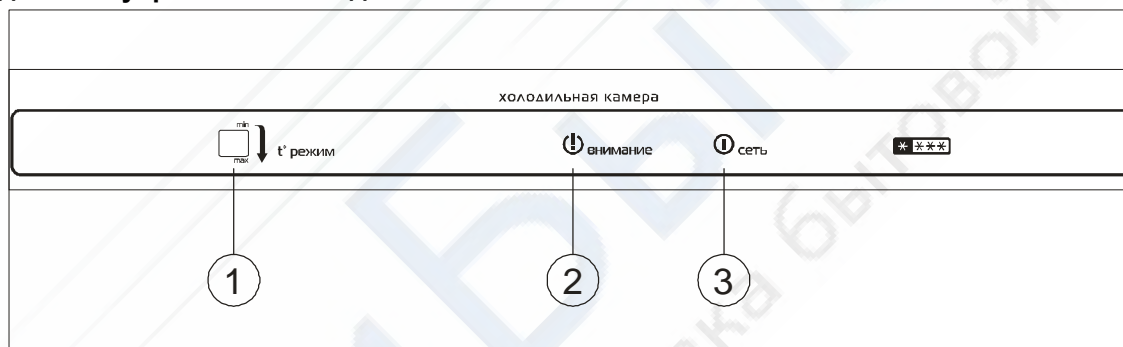 холодильная камера
min
max
t° режим
внимание
сеть
* ***
1
2
3